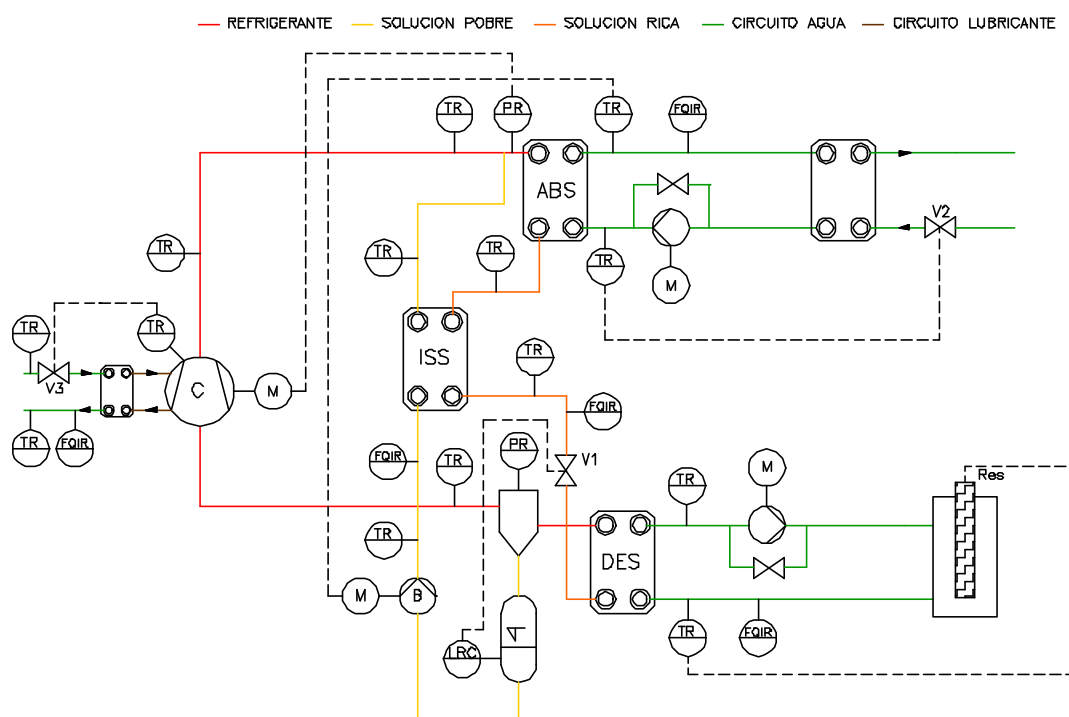 REFRIGERANTE SOLUCION POBRE SOLUCION RICA CIRCUITO AGUA CIRCUITO LUBRICANTE
TR PR TR FQIR
ABS
V2
TR TR TR TR
M
TR TR
ISS
TR
V3 C M
FQIR
TR FQIR
PR V1
FQIR TR
M
TR Res
TR
DES
M B
TR FQIR
LRC